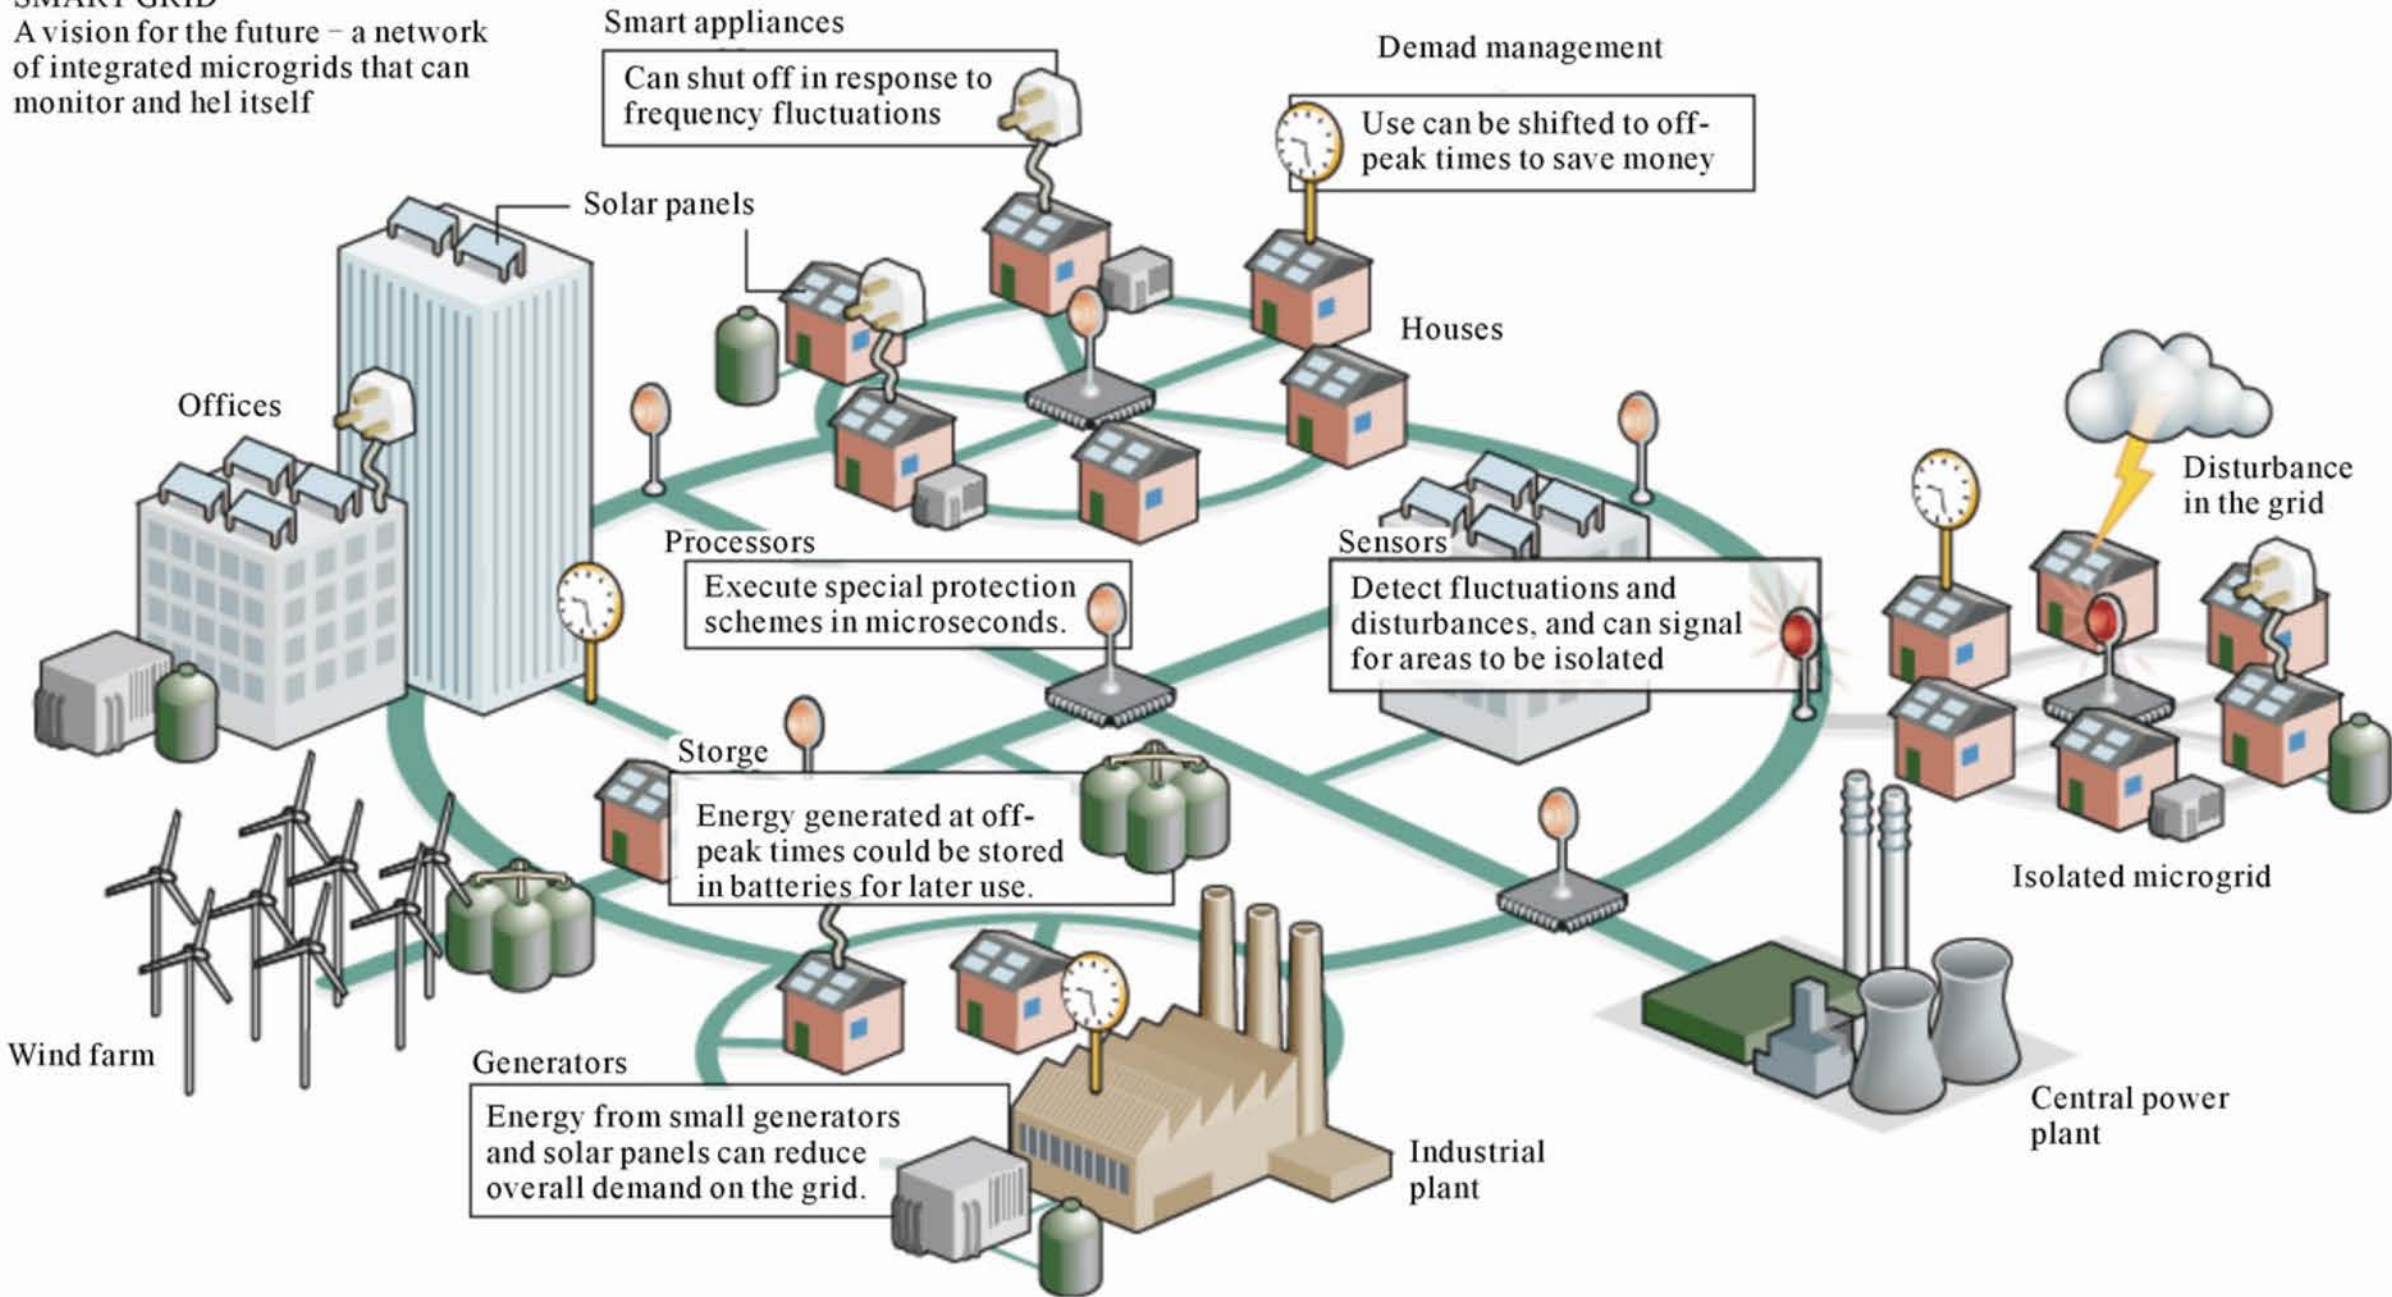 SMART GRID
A vision for the future – a network
of integrated microgrids that can
monitor and hel itself
Smart appliances
Can shut off in response to
frequency fluctuations
Demad management
Use can be shifted to off-
peak times to save money
Solar panels
Houses
Offices
Disturbance
in the grid
Processors
Execute special protection
schemes in microseconds.
Sensors
Detect fluctuations and
disturbances, and can signal
for areas to be isolated
Storge
Energy generated at off-
peak times could be stored
in batteries for later use.
Isolated microgrid
Wind farm
Generators
Energy from small generators
and solar panels can reduce
overall demand on the grid.
Industrial
plant
Central power
plant